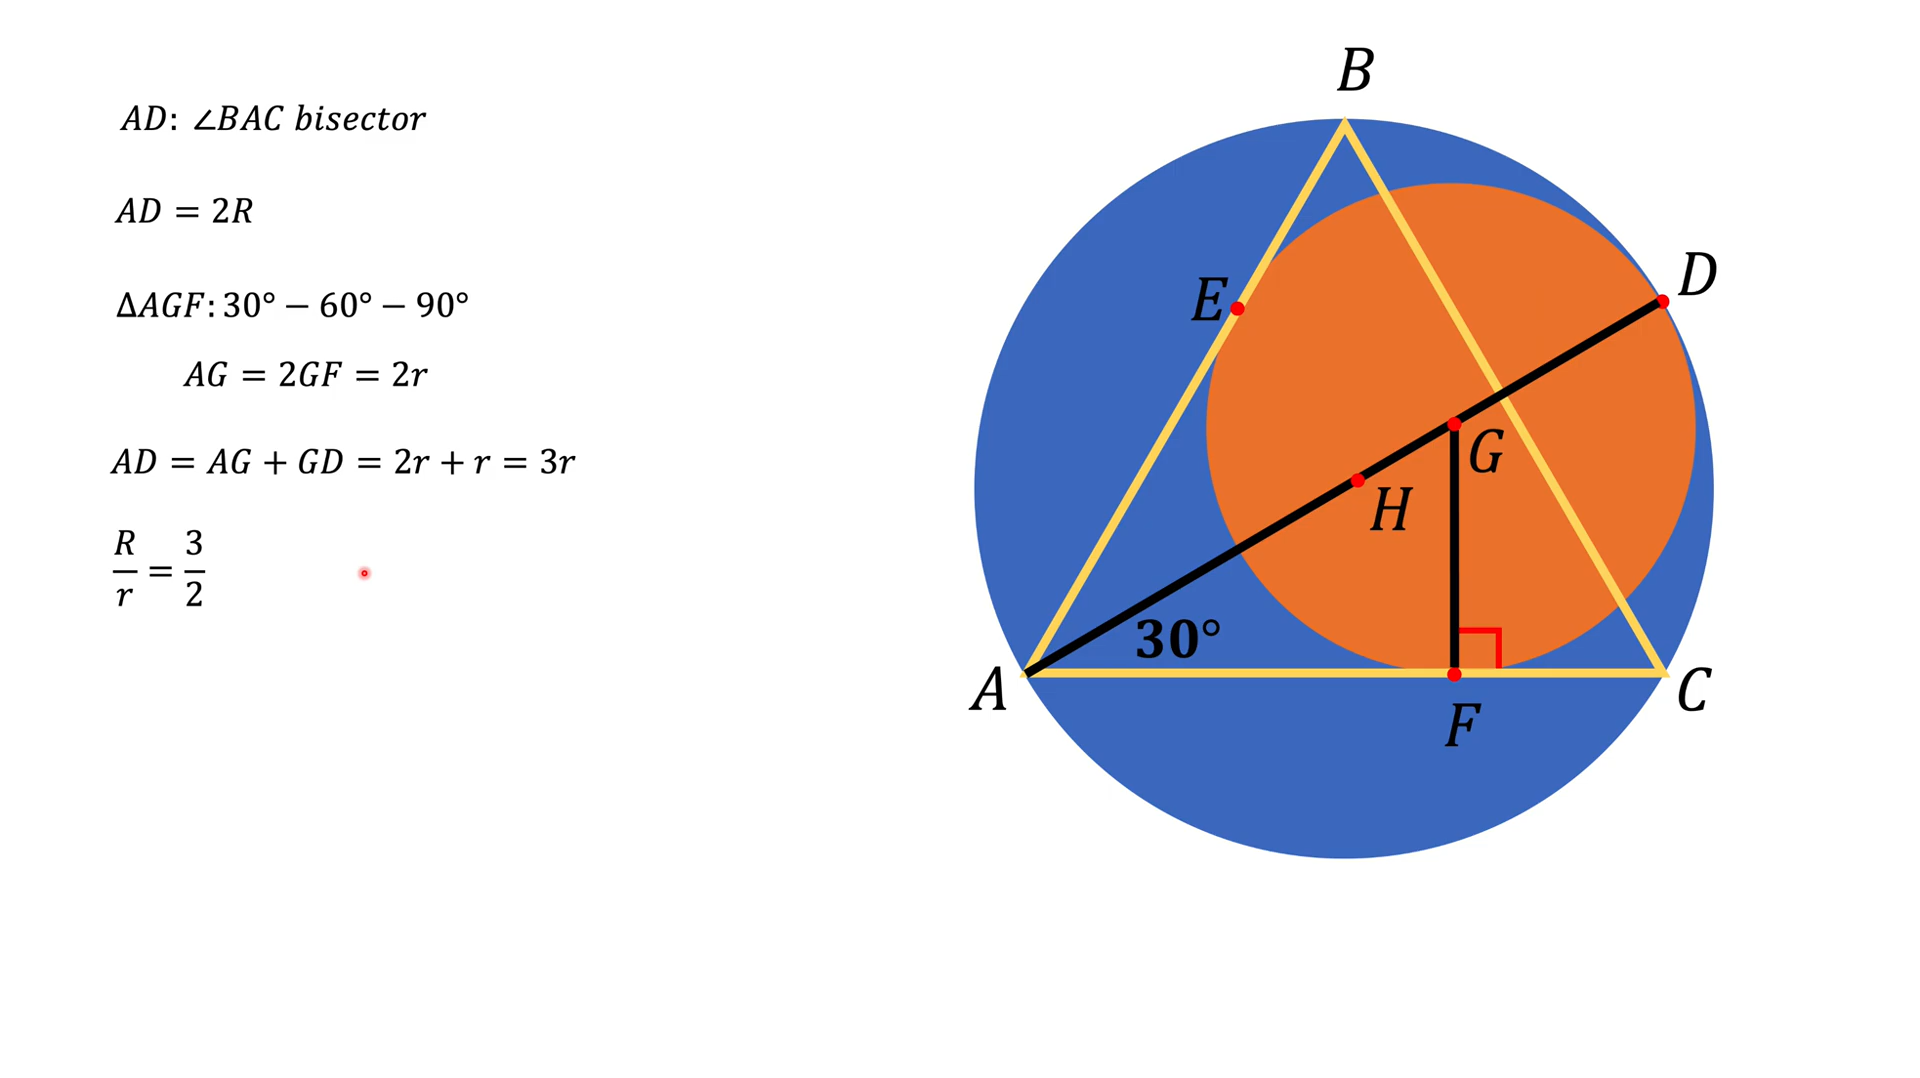 AD: ∠BAC bisector
AD = 2R
ΔAGF: 30° − 60° − 90°
AG = 2GF = 2r
AD = AG + GD = 2r + r = 3r
R/r = 3/2
B
D
E
G
H
30°
A
C
F